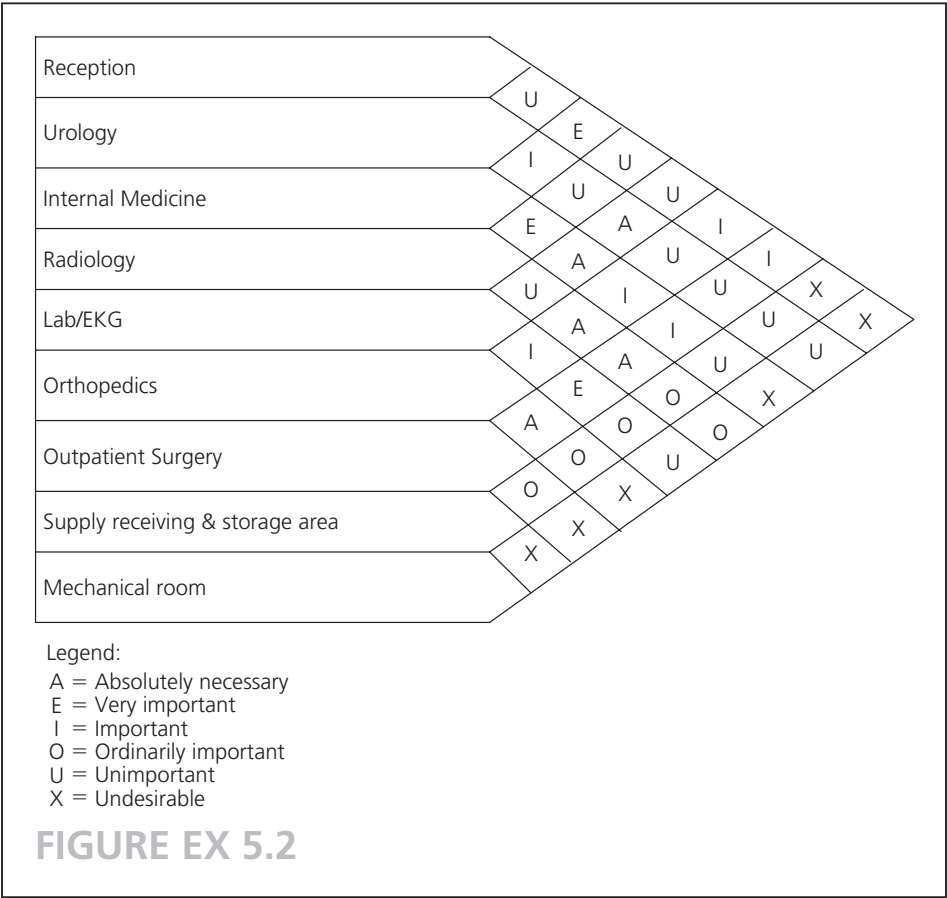 Reception
U
Urology E
I U
U U
Internal Medicine
E A I
Radiology A U I
U I U X
Lab/EKG A I U X
I A U U
Orthopedics E O X
A O O
Outpatient Surgery O U
O X
Supply receiving & storage area X
X
Mechanical room
Legend:
A = Absolutely necessary
E = Very important
I = Important
O = Ordinarily important
U = Unimportant
X = Undesirable
FIGURE EX 5.2